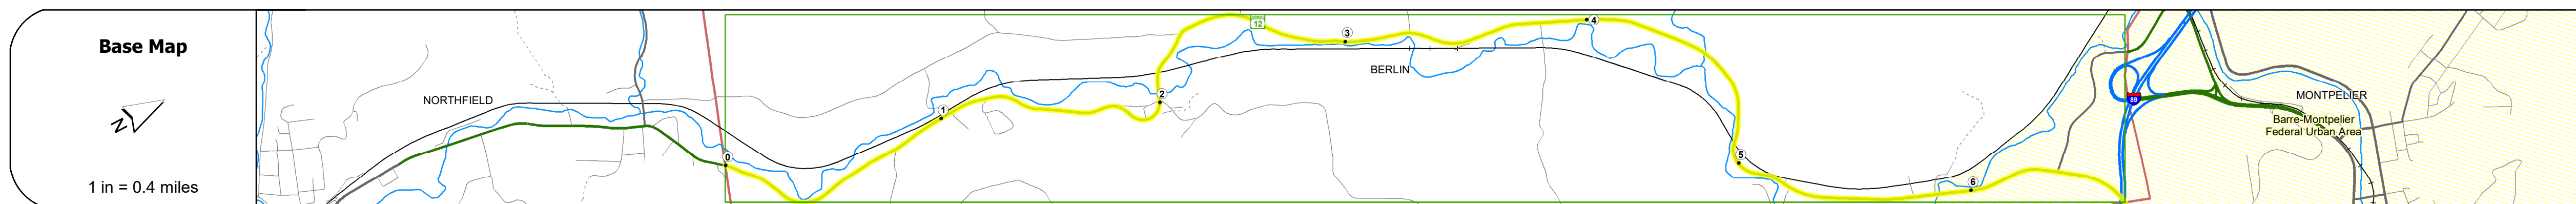 Base Map
N
1 in = 0.4 miles
NORTHFIELD
0
1
2
12
3
BERLIN
4
5
6
89
MONTPELIER
Barre-Montpelier
Federal Urban Area